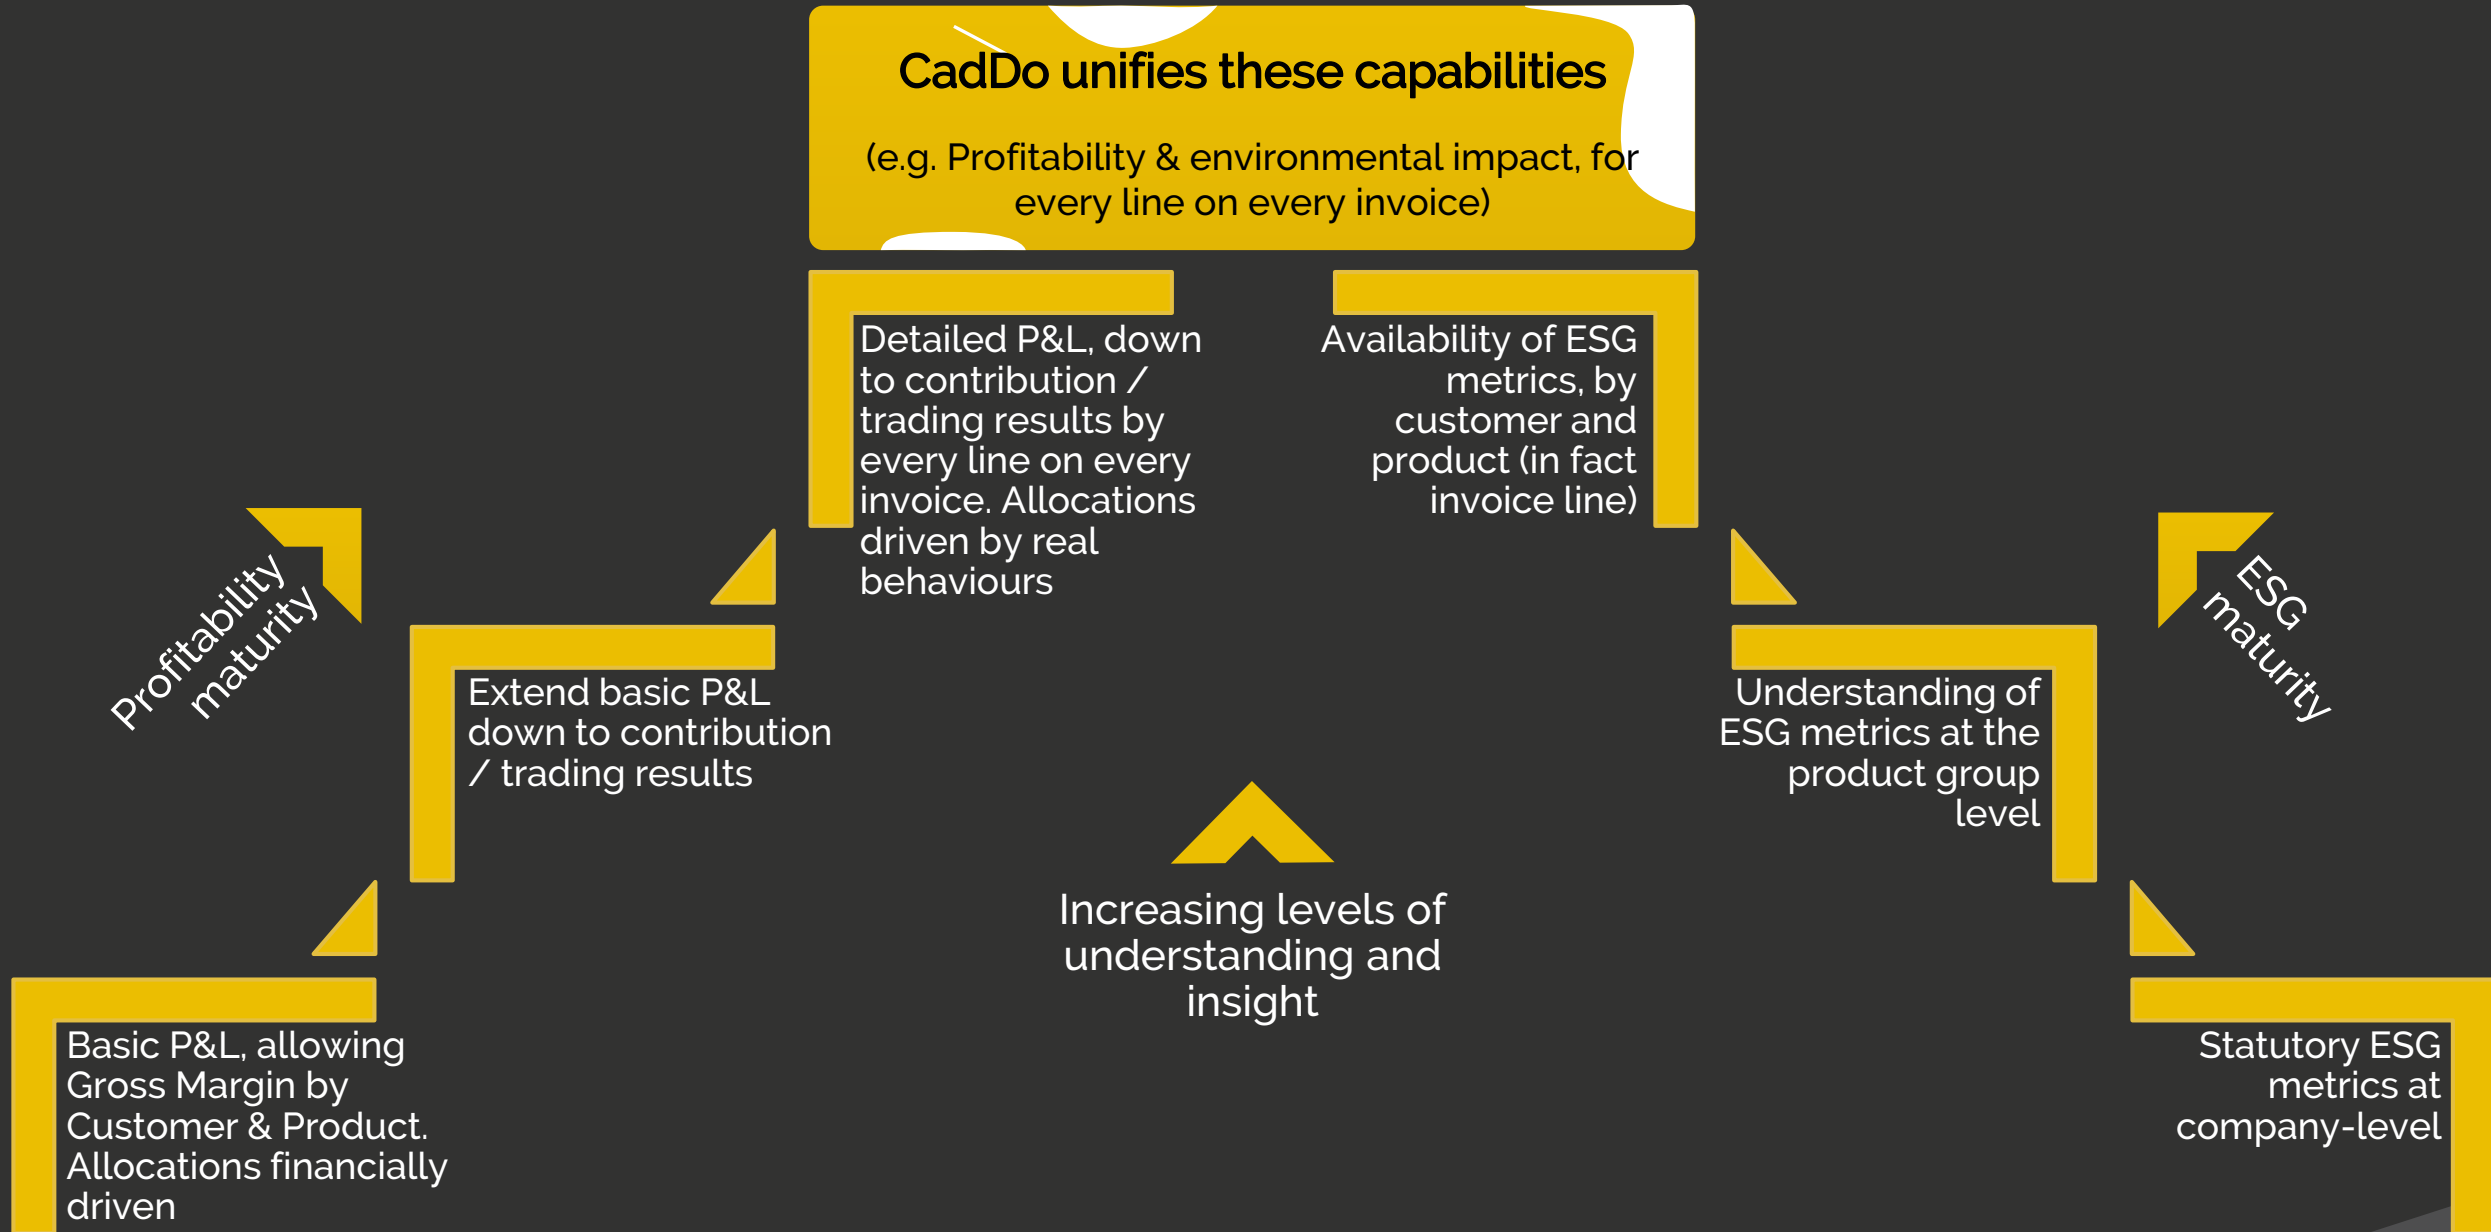 CadDo unifies these capabilities
(e.g. Profitability & environmental impact, for
every line on every invoice)
Detailed P&L, down
to contribution /
trading results by
every line on every
invoice. Allocations
driven by real
behaviours
Availability of ESG
metrics, by
customer and
product (in fact
invoice line)
Profitability
maturity
ESG
maturity
Extend basic P&L
down to contribution
/ trading results
Understanding of
ESG metrics at the
product group
level
Increasing levels of
understanding and
insight
Basic P&L, allowing
Gross Margin by
Customer & Product.
Allocations financially
driven
Statutory ESG
metrics at
company-level